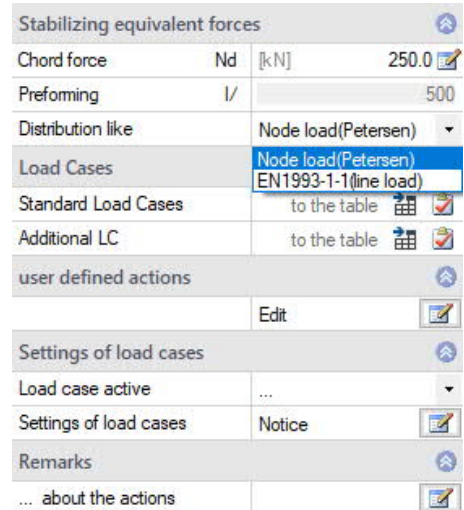 Stabilizing equivalent forces
Chord force Nd [kN] 250.0
Preforming l/ 500
Distribution like Node load(Petersen)
Node load(Petersen)
Load Cases
EN1993-1-1(line load)
Standard Load Cases to the table
Additional LC to the table
user defined actions
Edit
Settings of load cases
Load case active ...
Settings of load cases Notice
Remarks
... about the actions